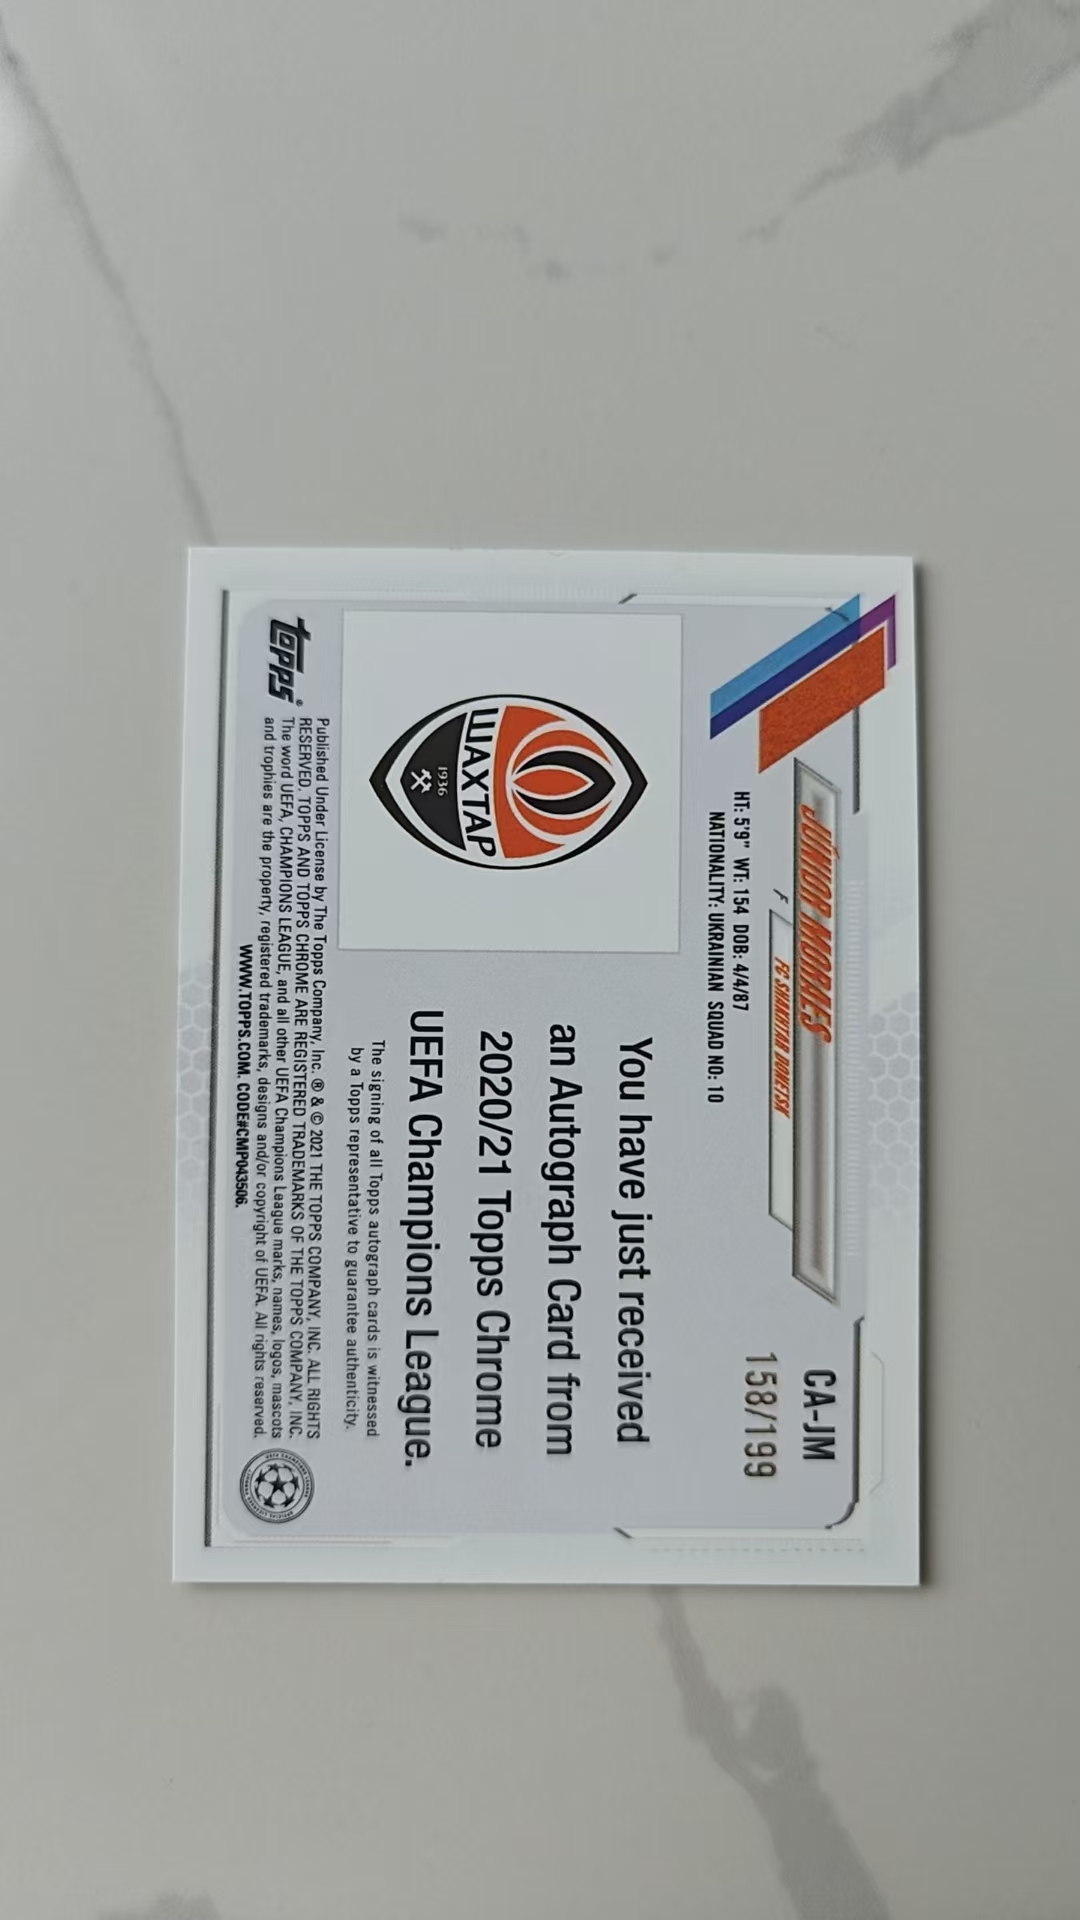 JÚNIOR MORAES
CA-JM
F FC SHAKHTAR DONETSK
158/199
HT: 5'9" WT: 154 DOB: 4/4/87
NATIONALITY: UKRAINIAN SQUAD NO: 10
ШАХТАР
1936
You have just received
an Autograph Card from
2020/21 Topps Chrome
UEFA Champions League.
The signing of all Topps autograph cards is witnessed
by a Topps representative to guarantee authenticity.
topps®
Published Under License by The Topps Company, Inc. ® & © 2021 THE TOPPS COMPANY, INC. ALL RIGHTS
RESERVED. TOPPS AND TOPPS CHROME ARE REGISTERED TRADEMARKS OF THE TOPPS COMPANY, INC.
The word UEFA, CHAMPIONS LEAGUE, and all other UEFA Champions League marks, names, logos, mascots
and trophies are the property, registered trademarks, designs and/or copyright of UEFA. All rights reserved.
WWW.TOPPS.COM. CODE#CMP043506.